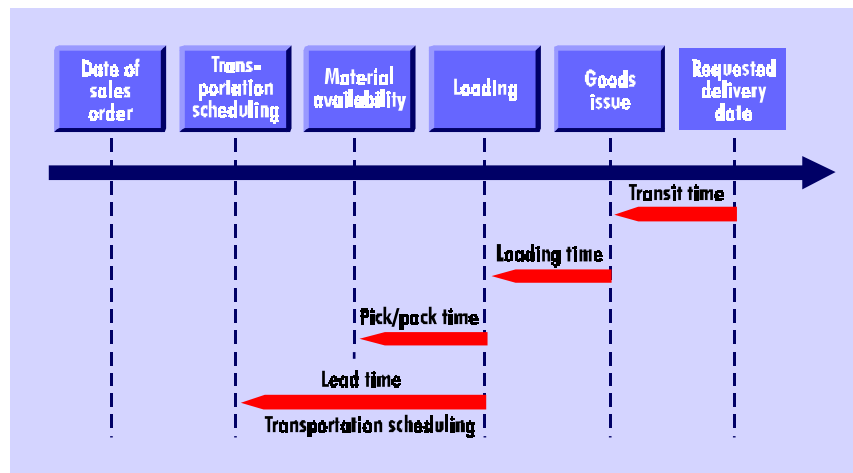 Date of
sales
order
Trans-
portation
scheduling
Material
availability
Loading
Goods
issue
Requested
delivery
date
Transit time
Loading time
Pick/pack time
Lead time
Transportation scheduling